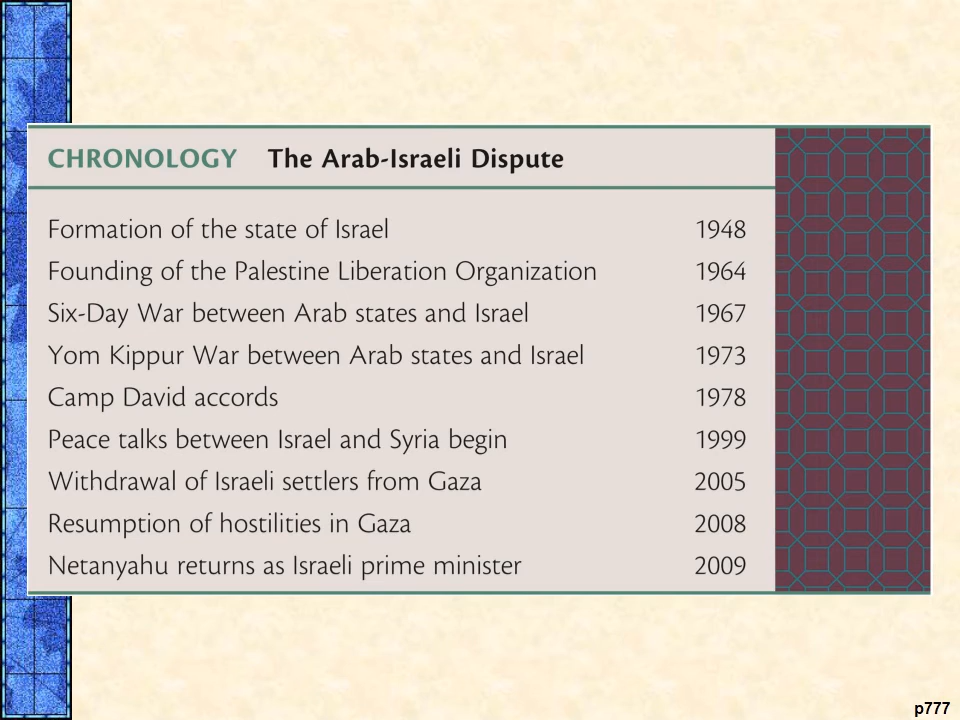 CHRONOLOGY The Arab-Israeli Dispute
Formation of the state of Israel 1948
Founding of the Palestine Liberation Organization 1964
Six-Day War between Arab states and Israel 1967
Yom Kippur War between Arab states and Israel 1973
Camp David accords 1978
Peace talks between Israel and Syria begin 1999
Withdrawal of Israeli settlers from Gaza 2005
Resumption of hostilities in Gaza 2008
Netanyahu returns as Israeli prime minister 2009
p777